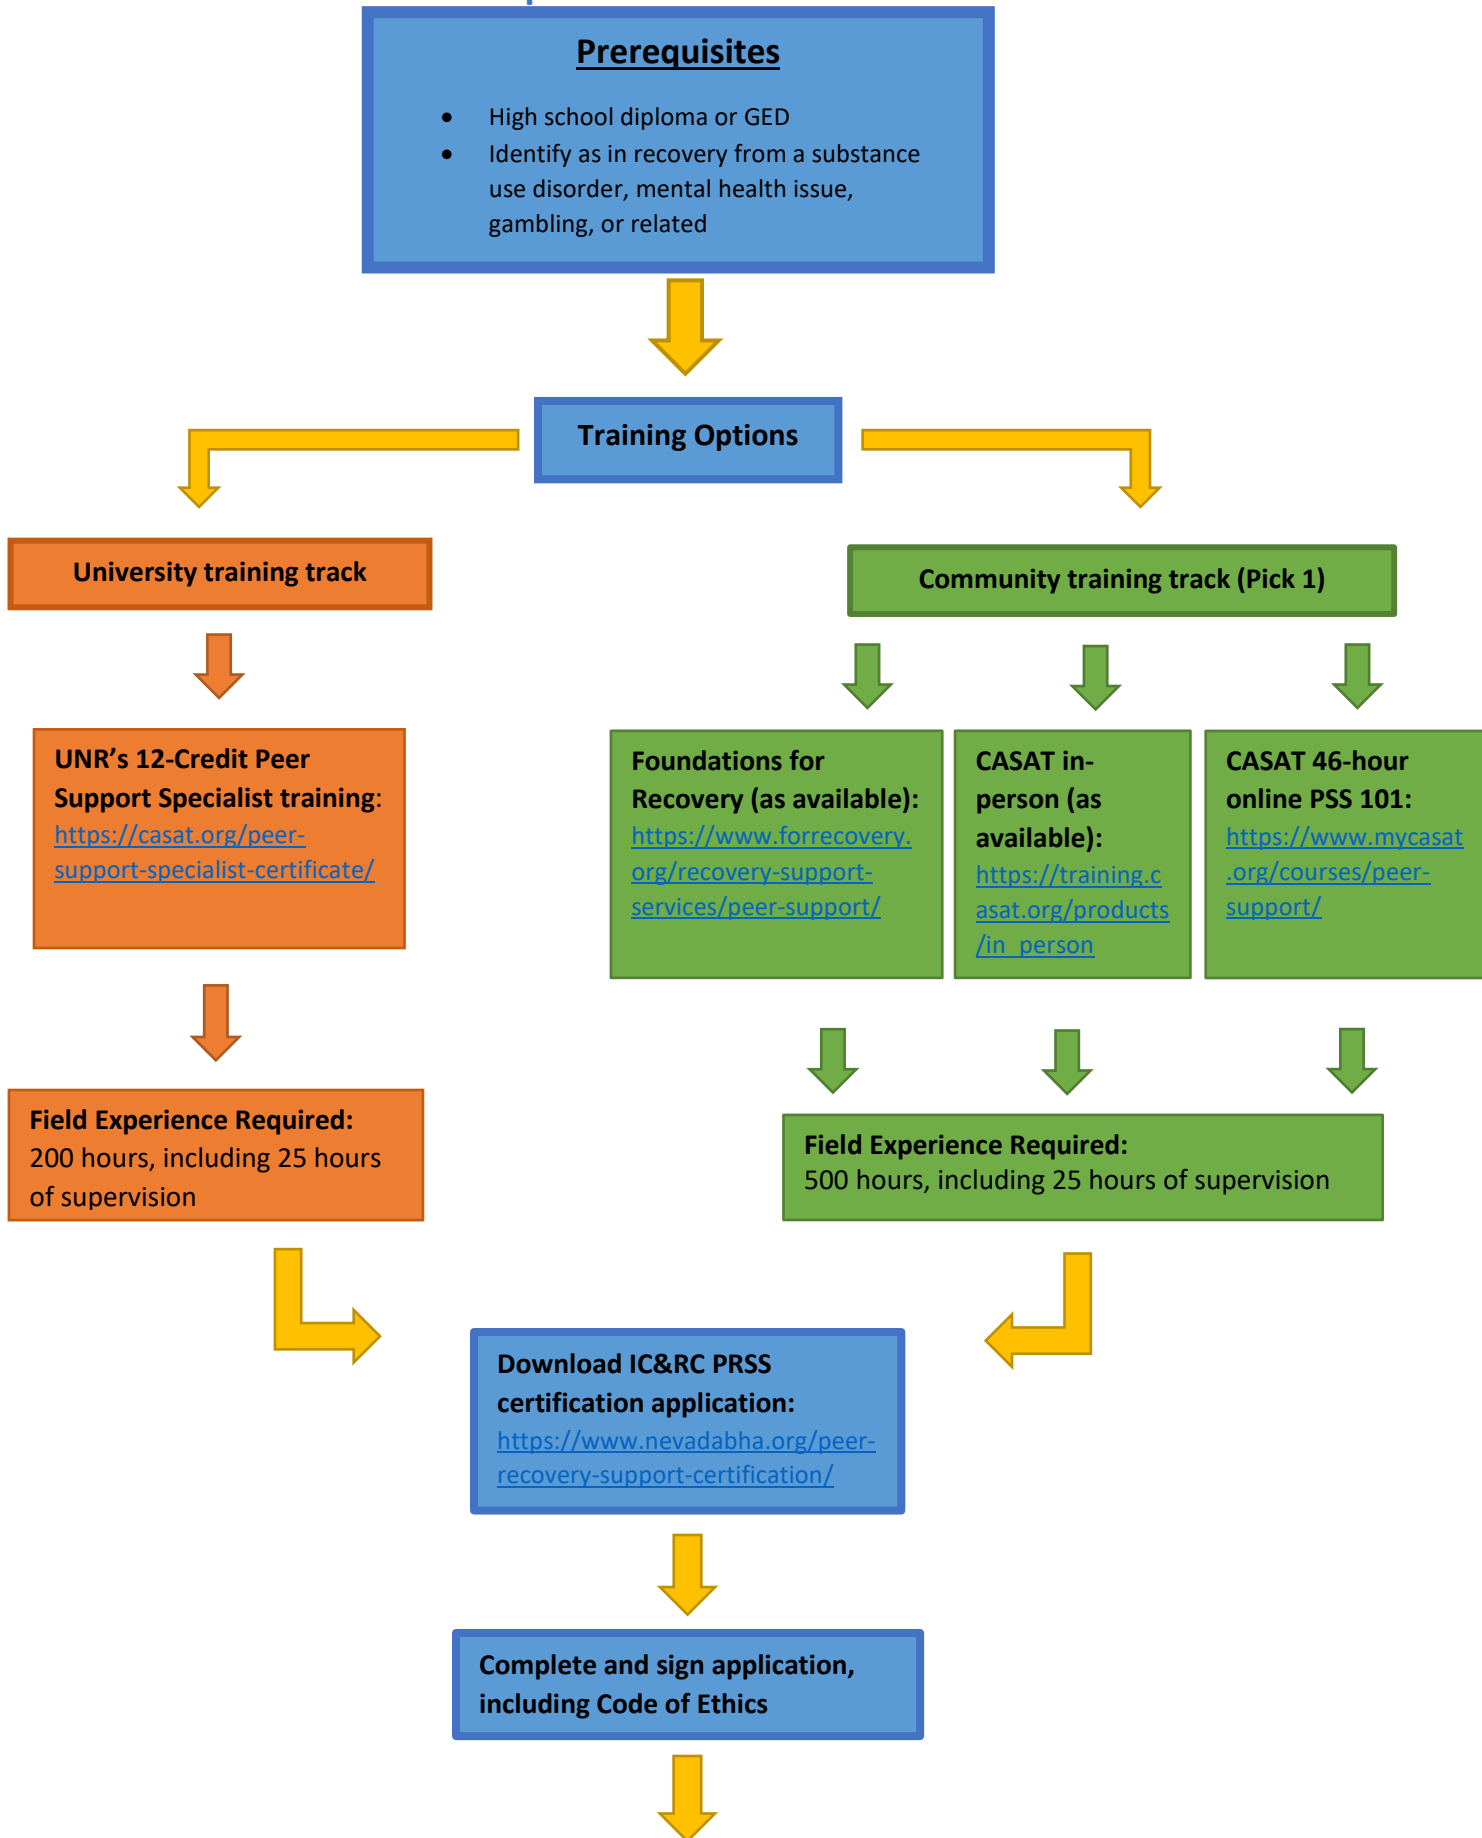 Prerequisites
• High school diploma or GED
• Identify as in recovery from a substance
use disorder, mental health issue,
gambling, or related
Training Options
University training track
Community training track (Pick 1)
UNR’s 12-Credit Peer
Support Specialist training:
https://casat.org/peer-
support-specialist-certificate/
Foundations for
Recovery (as available):
https://www.forrecovery.
org/recovery-support-
services/peer-support/
CASAT in-
person (as
available):
https://training.c
asat.org/products
/in_person
CASAT 46-hour
online PSS 101:
https://www.mycasat
.org/courses/peer-
support/
Field Experience Required:
200 hours, including 25 hours
of supervision
Field Experience Required:
500 hours, including 25 hours of supervision
Download IC&RC PRSS
certification application:
https://www.nevadabha.org/peer-
recovery-support-certification/
Complete and sign application,
including Code of Ethics